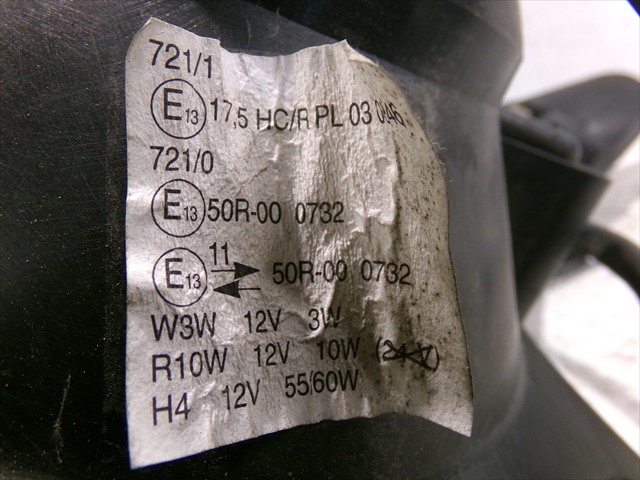 721/1
E13 17,5 HC/R PL 03 0846
721/0
E13 50R-00 0732
E13 11 50R-00 0732
W3W 12V 3W
R10W 12V 10W (24V)
H4 12V 55/60W